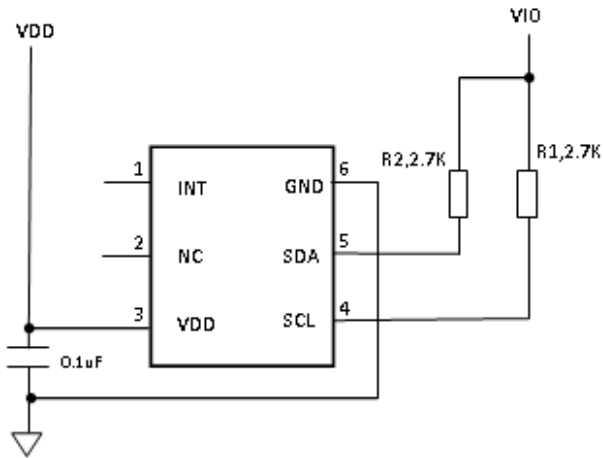 VDD
VIO
R2,2.7K
R1,2.7K
1
INT
GND
6
2
NC
SDA
5
3
VDD
SCL
4
0.1uF